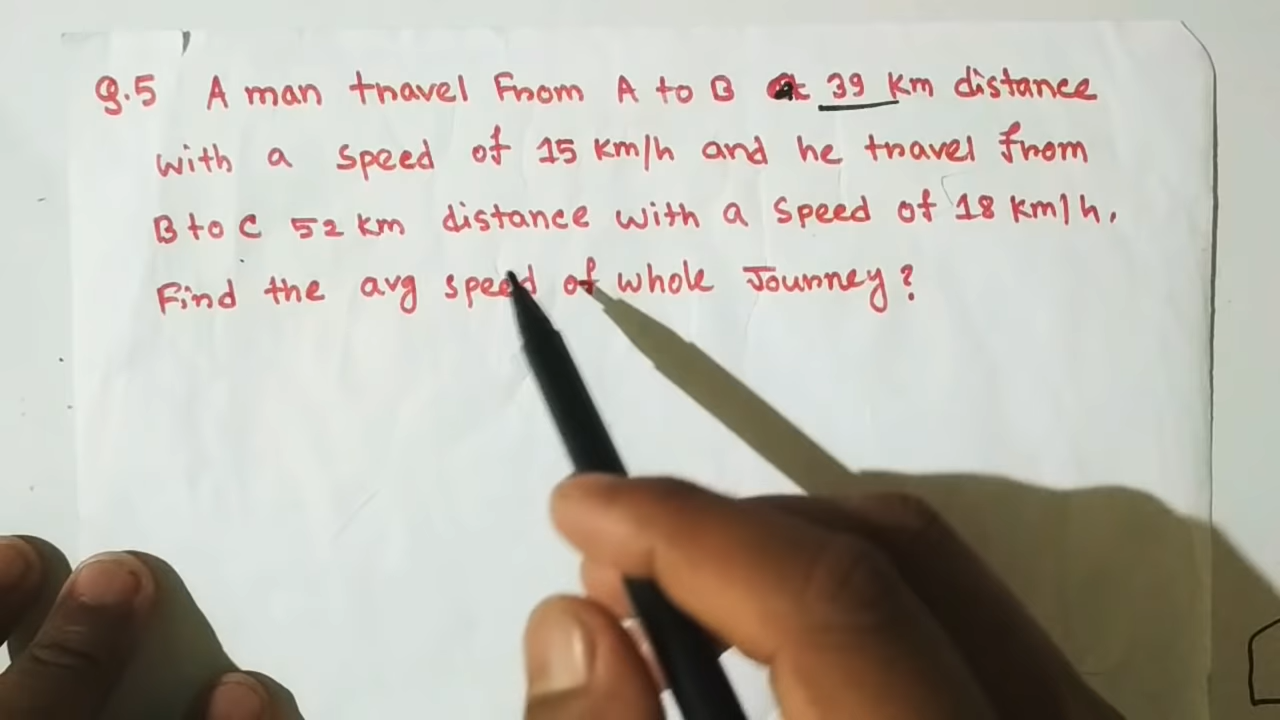 Q.5 A man travel From A to B 39 Km distance
with a speed of 15 Km/h and he travel from
B to C 52 km distance with a speed of 18 Km/h.
Find the avg speed of whole Journey?